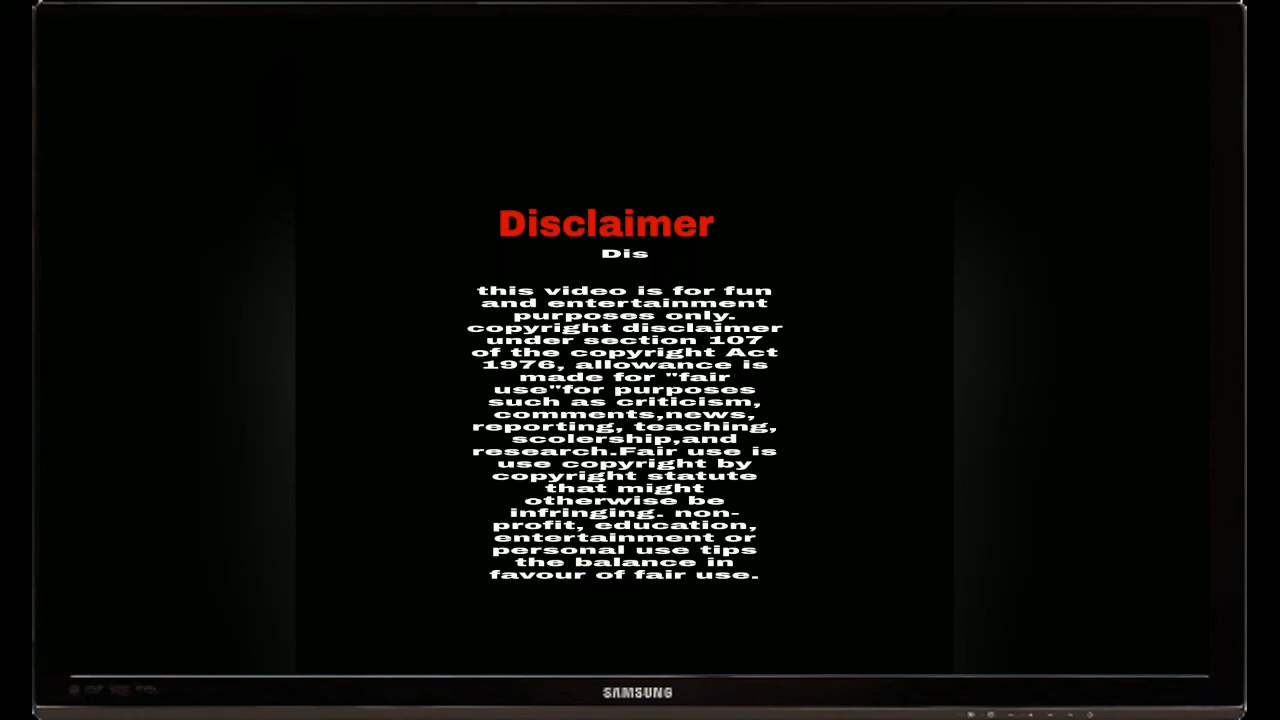 Disclaimer
Dis
this video is for fun
and entertainment
purposes only.
copyright disclaimer
under section 107
of the copyright Act
1976, allowance is
made for "fair
use"for purposes
such as criticism,
comments,news,
reporting, teaching,
scolership,and
research.Fair use is
use copyright by
copyright statute
that might
otherwise be
infringing. non-
profit, education,
entertainment or
personal use tips
the balance in
favour of fair use.
SAMSUNG